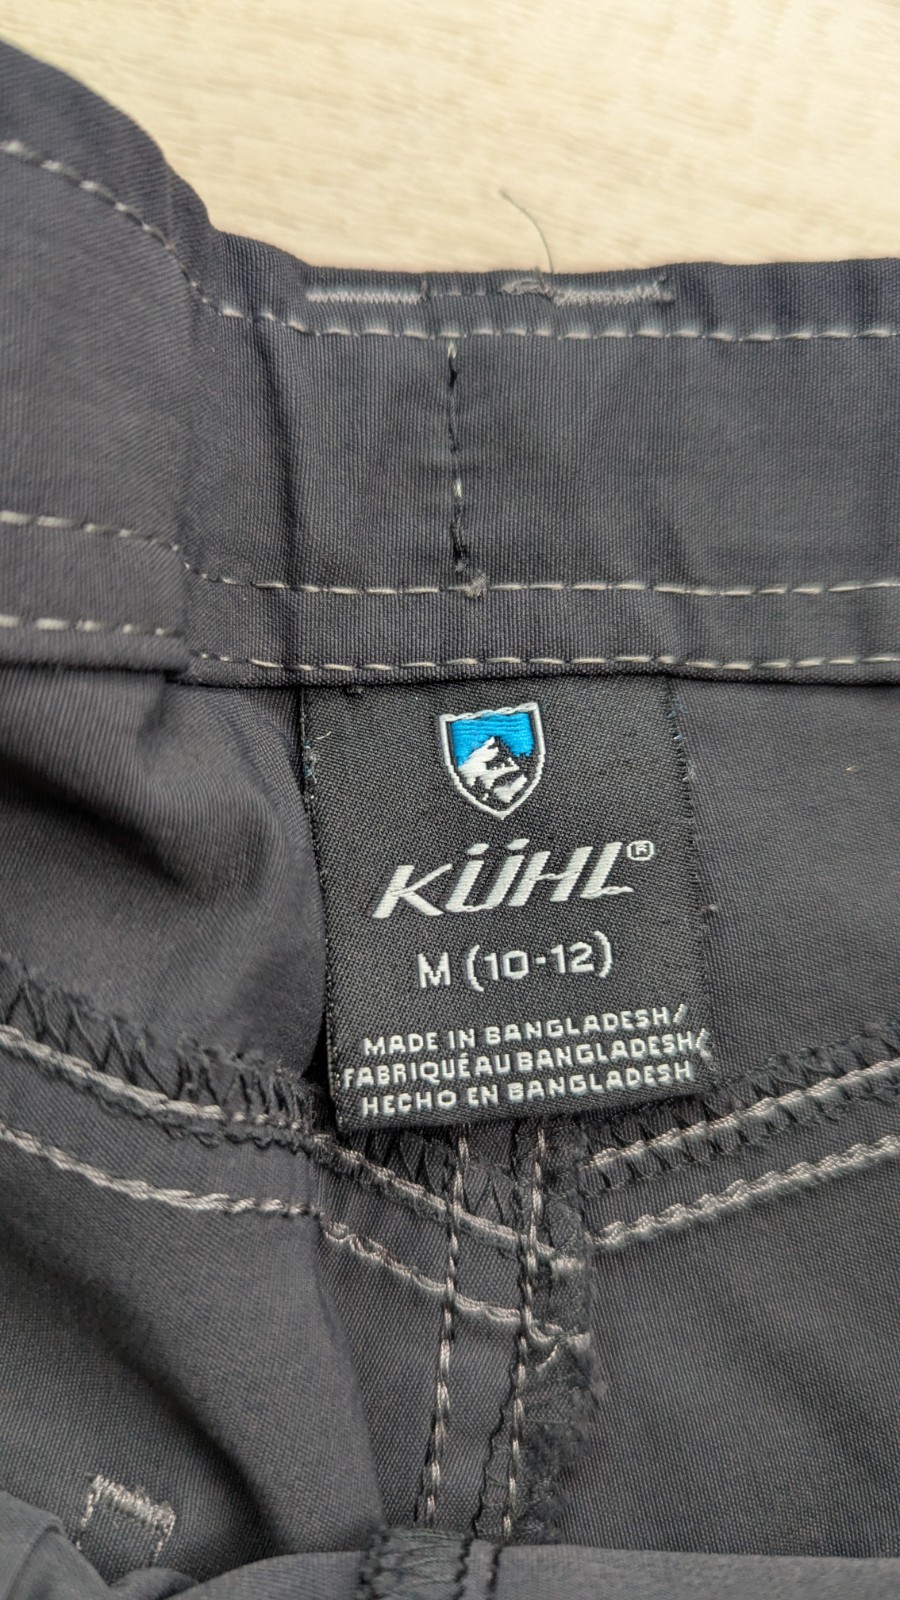 KÜHL®
M (10-12)
MADE IN BANGLADESH/
FABRIQUÉ AU BANGLADESH/
HECHO EN BANGLADESH